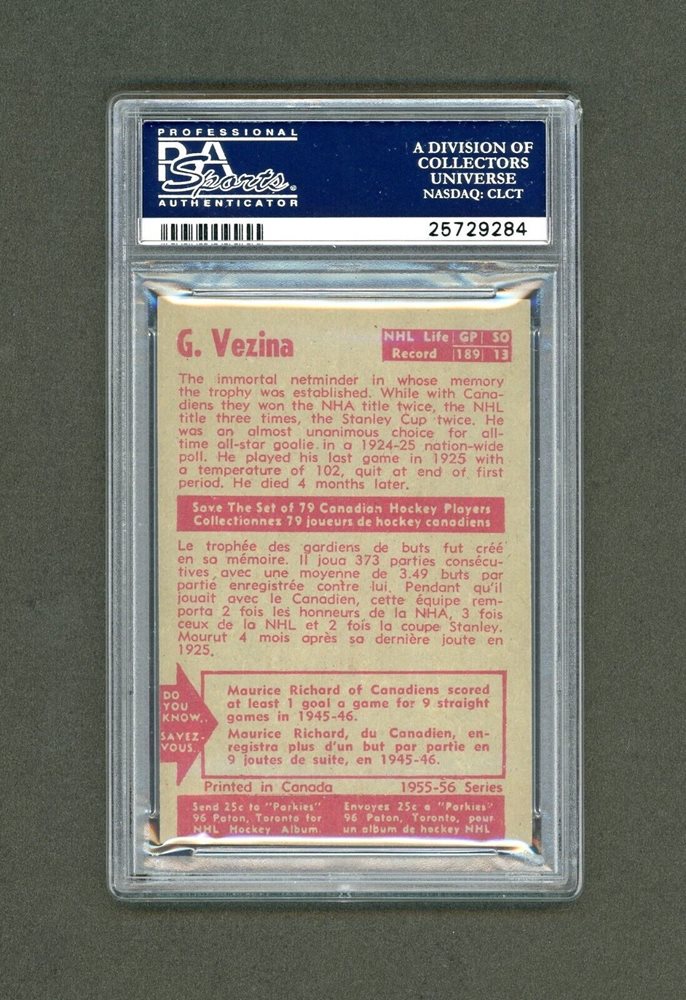 PROFESSIONAL
PSA
Sports
AUTHENTICATOR
A DIVISION OF
COLLECTORS
UNIVERSE
NASDAQ: CLCT
25729284
G. Vezina
NHL Life GP SO
Record 189 13
The immortal netminder in whose memory
the trophy was established. While with Cana-
diens they won the NHA title twice, the NHL
title three times, the Stanley Cup twice. He
was an almost unanimous choice for all-
time all-star goalie in a 1924-25 nation-wide
poll. He played his last game in 1925 with
a temperature of 102, quit at end of first
period. He died 4 months later.
Save The Set of 79 Canadian Hockey Players
Collectionnez 79 joueurs de hockey canadiens
Le trophée des gardiens de buts fut créé
en sa mémoire. Il joua 373 parties consécu-
tives avec une moyenne de 3.49 buts par
partie enregistrée contre lui. Pendant qu'il
jouait avec le Canadien, cette équipe rem-
porta 2 fois les honneurs de la NHA, 3 fois
ceux de la NHL et 2 fois la coupe Stanley.
Mourut 4 mois après sa dernière joute en
1925.
DO
YOU
KNOW..
SAVEZ-
VOUS..
Maurice Richard of Canadiens scored
at least 1 goal a game for 9 straight
games in 1945-46.
Maurice Richard, du Canadien, en-
registra plus d'un but par partie en
9 joutes de suite, en 1945-46.
Printed in Canada 1955-56 Series
Send 25c to "Parkies"
96 Paton, Toronto for
NHL Hockey Album.
Envoyez 25c a "Parkies"
96 Paton, Toronto, pour
un album de hockey NHL